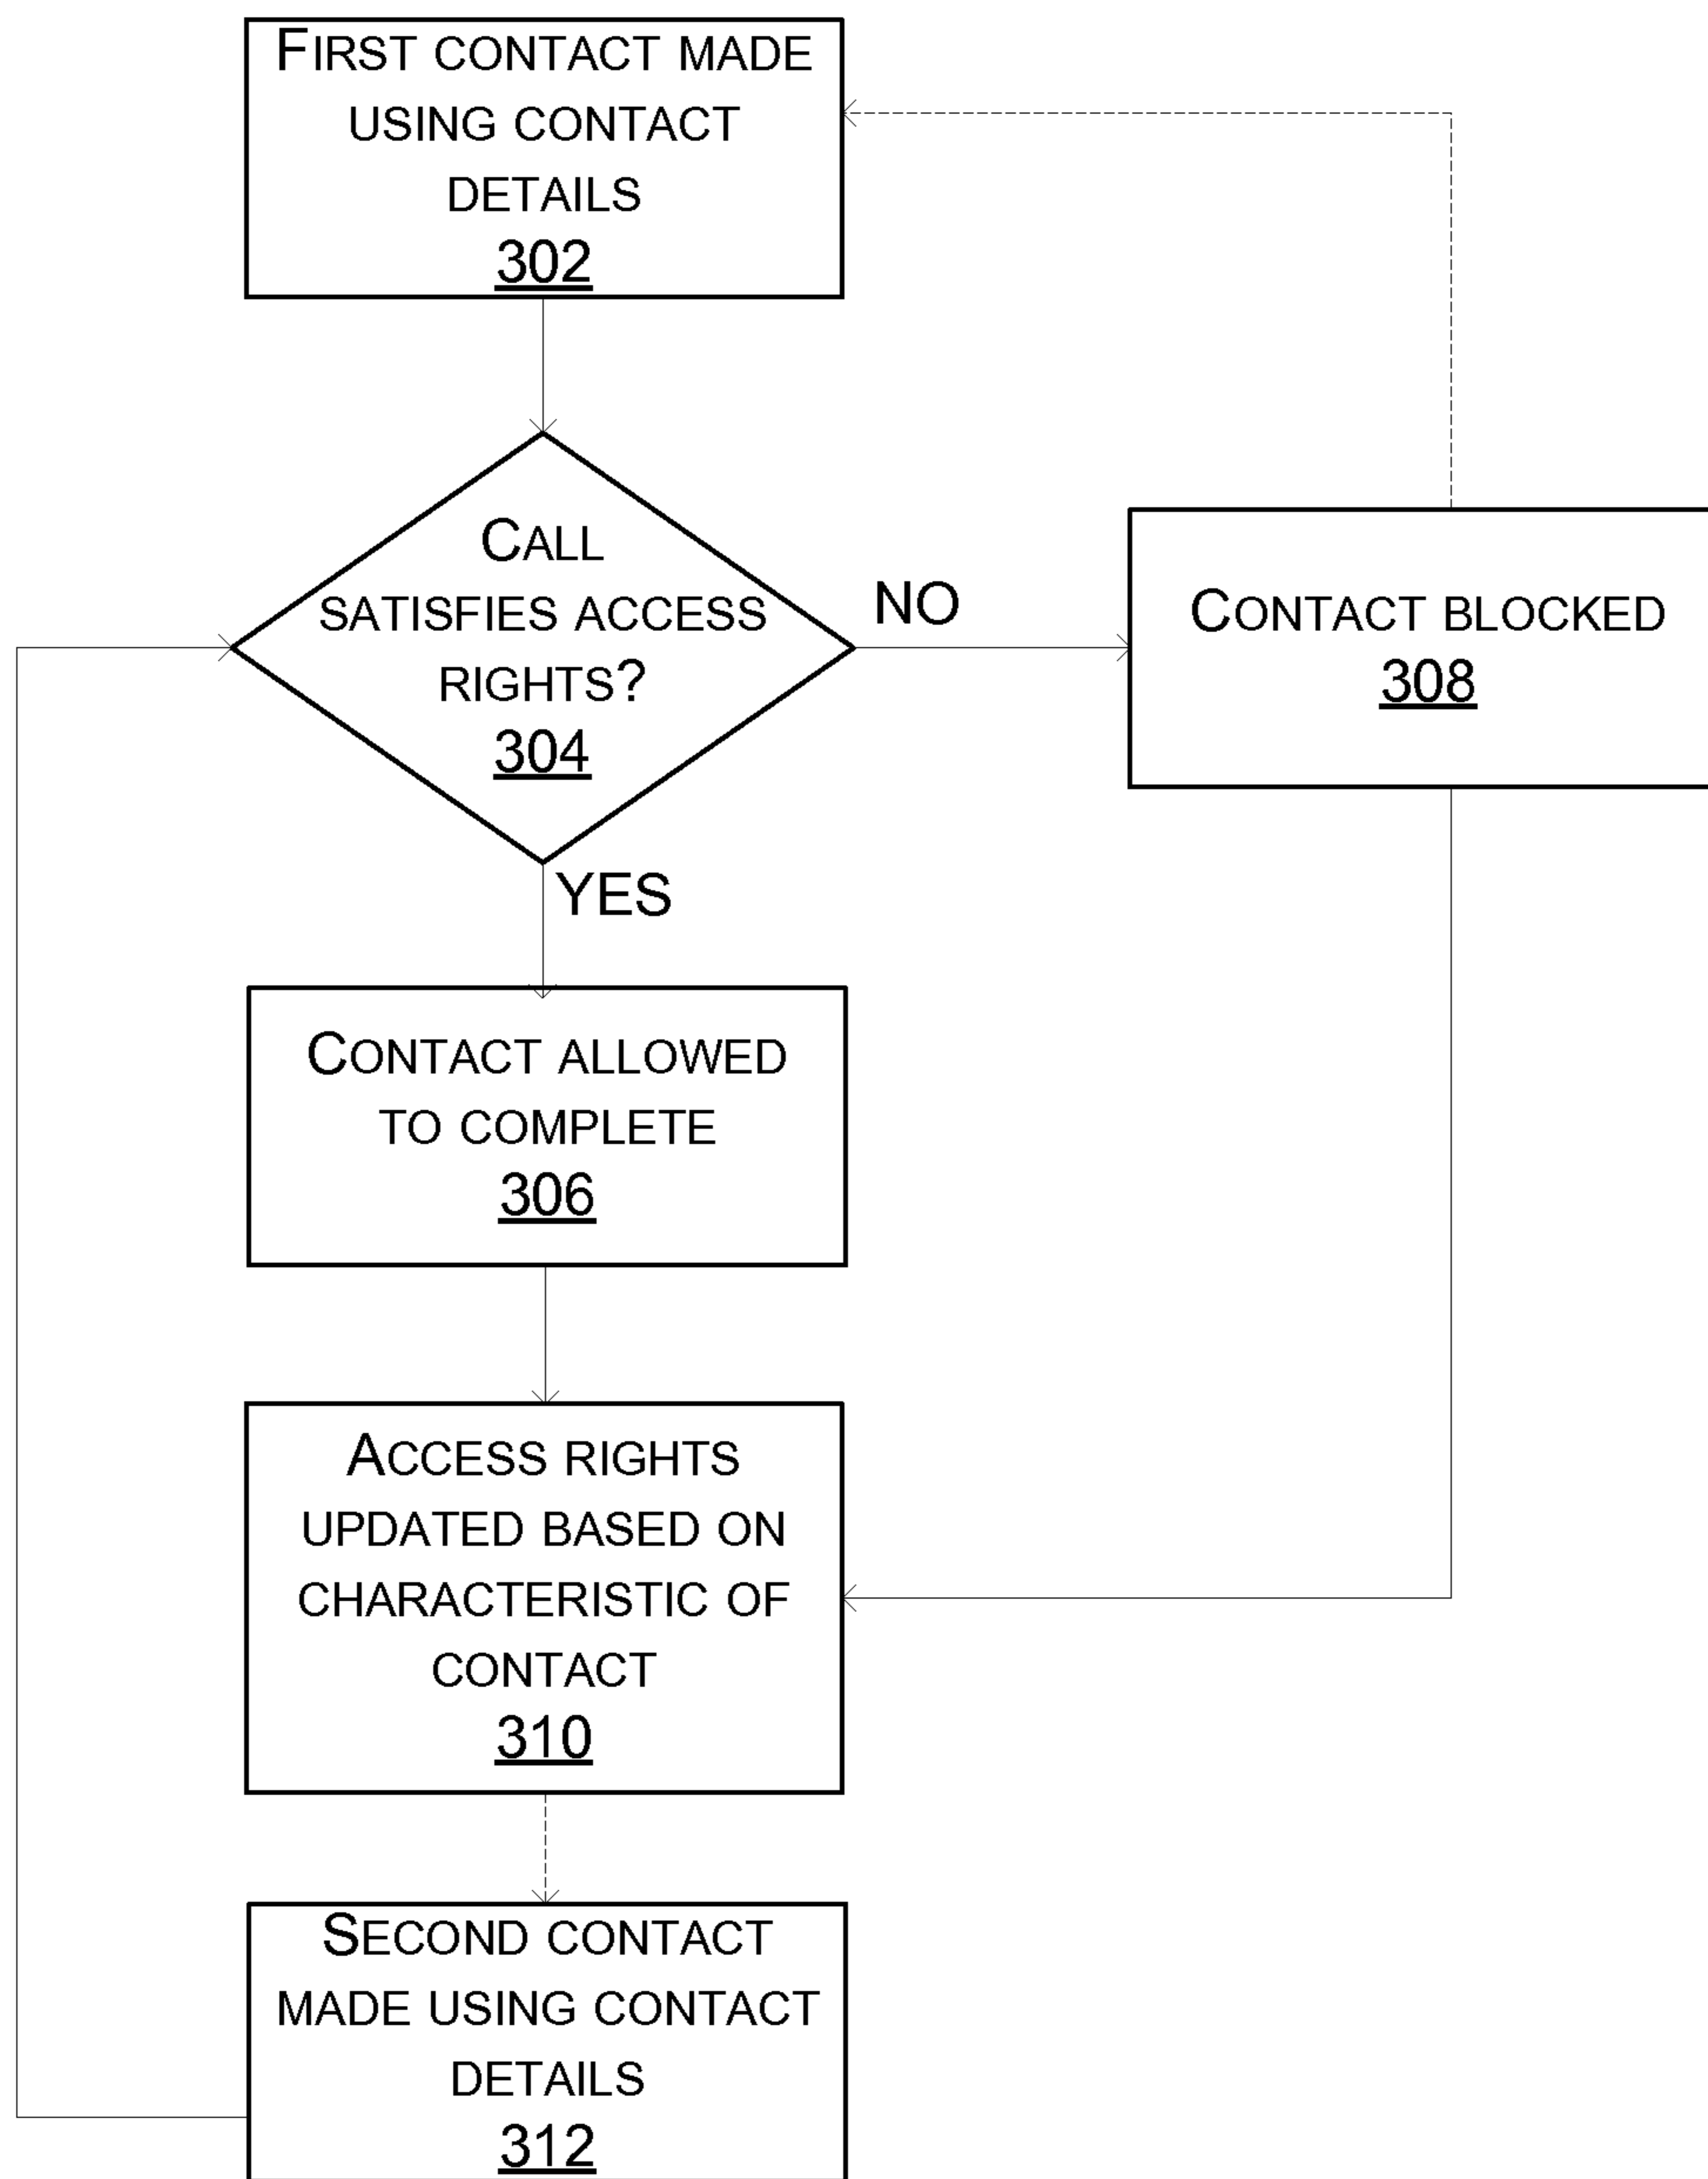 First contact made
using contact
details
302
Call
satisfies access
rights?
304
NO
Contact blocked
308
YES
Contact allowed
to complete
306
Access rights
updated based on
characteristic of
contact
310
Second contact
made using contact
details
312